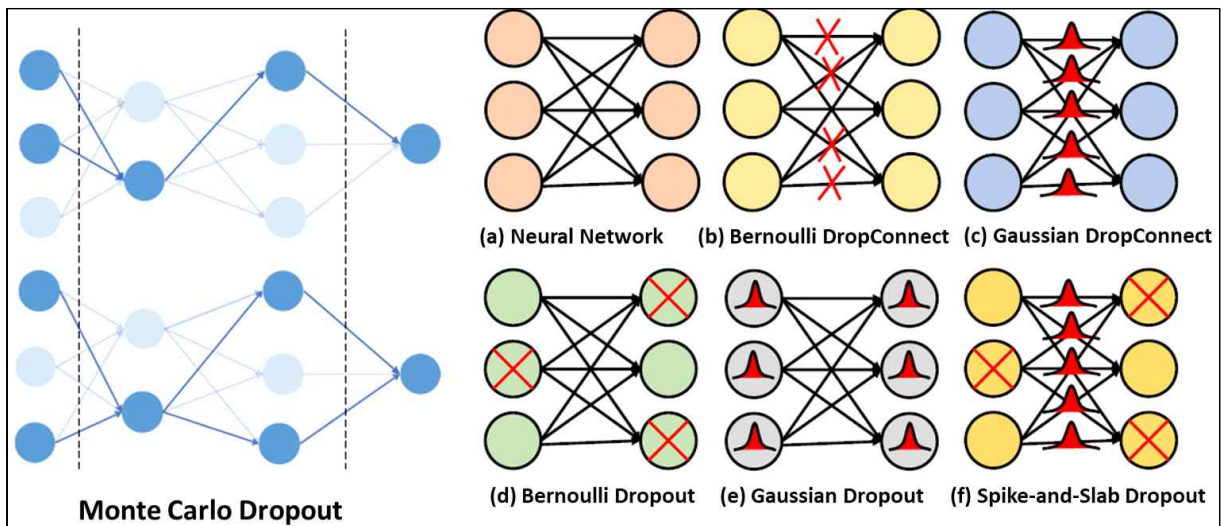 (a) Neural Network
(b) Bernoulli DropConnect
(c) Gaussian DropConnect
Monte Carlo Dropout
(d) Bernoulli Dropout
(e) Gaussian Dropout
(f) Spike-and-Slab Dropout